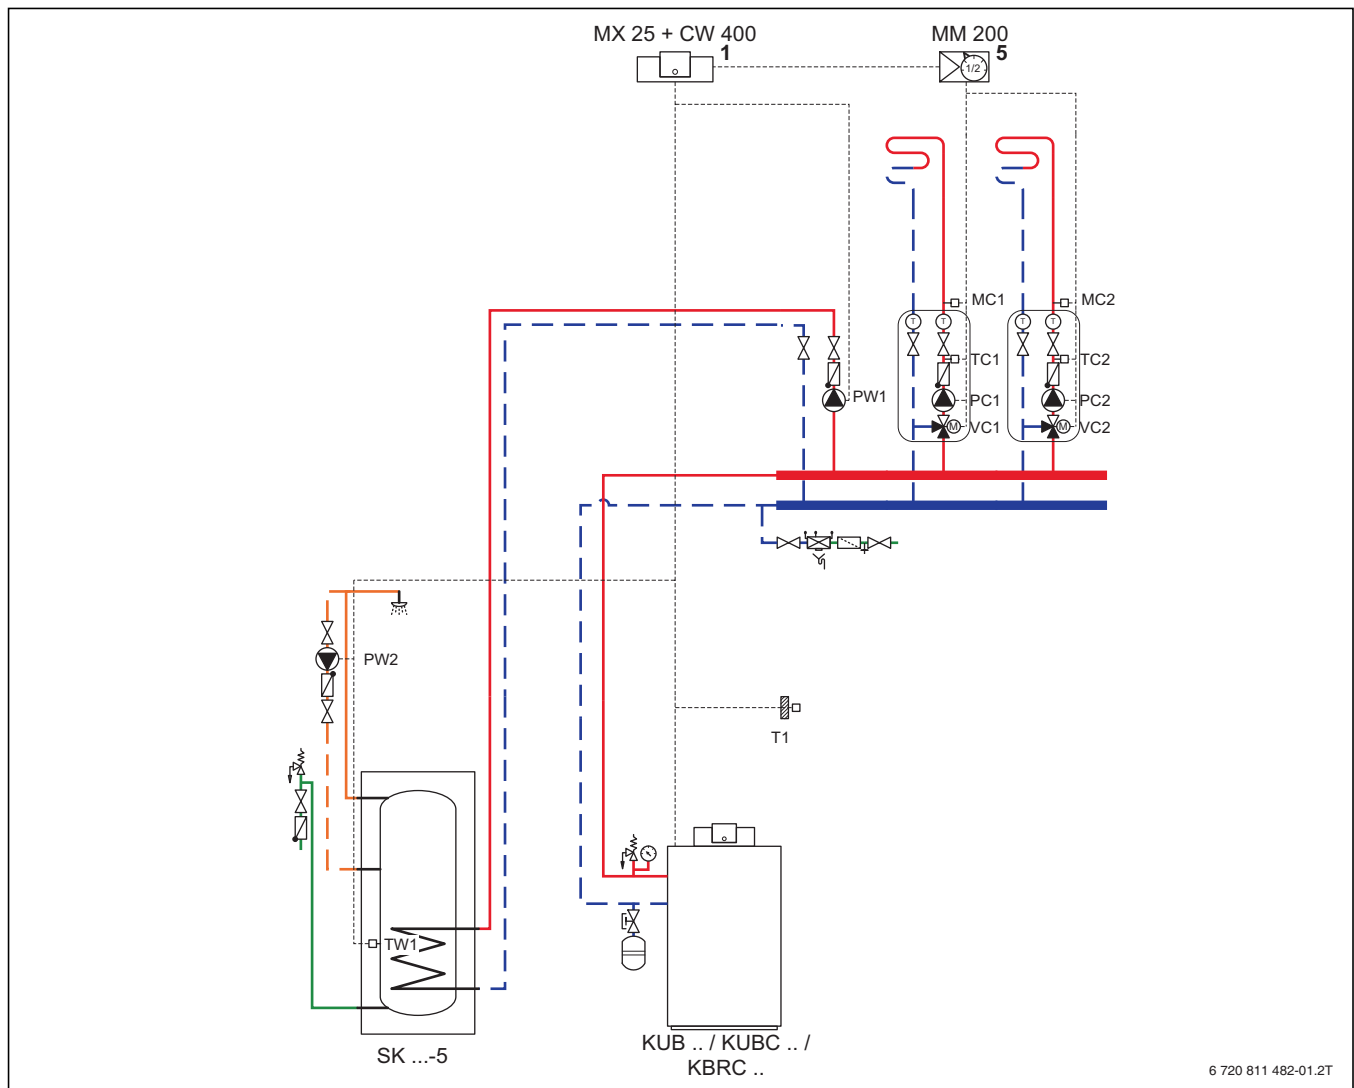 MX 25 + CW 400
1
MM 200
5
1/2
MC1
MC2
T
T
T
T
TC1
TC2
PW1
PC1
PC2
M
VC1
M
VC2
PW2
T1
TW1
SK ...-5
KUB .. / KUBC .. /
KBRC ..
6 720 811 482-01.2T